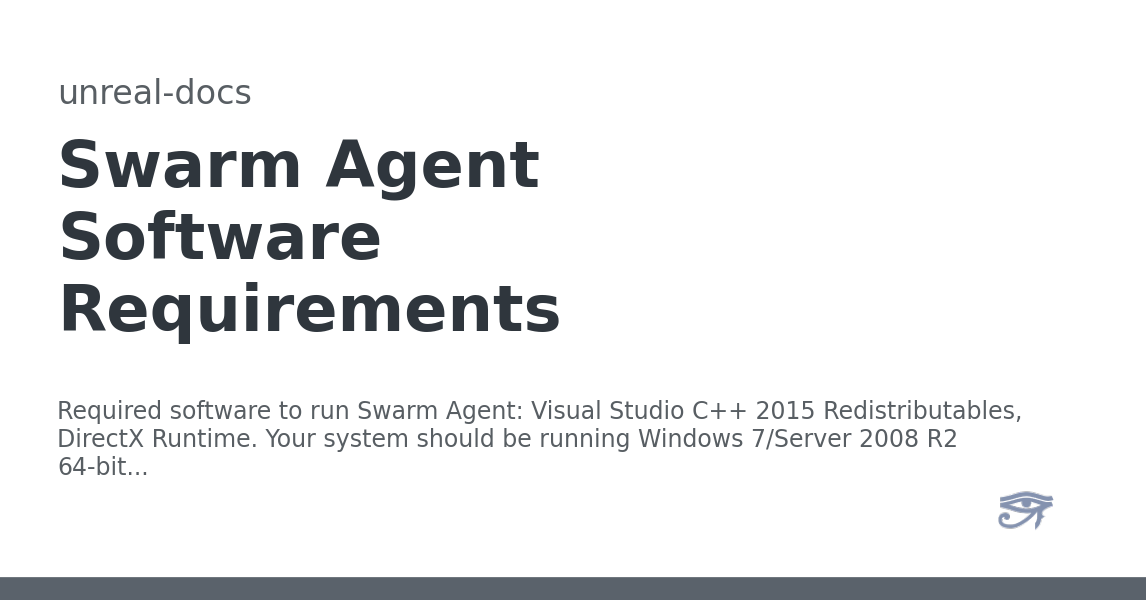 unreal-docs
Swarm Agent
Software
Requirements
Required software to run Swarm Agent: Visual Studio C++ 2015 Redistributables,
DirectX Runtime. Your system should be running Windows 7/Server 2008 R2
64-bit...